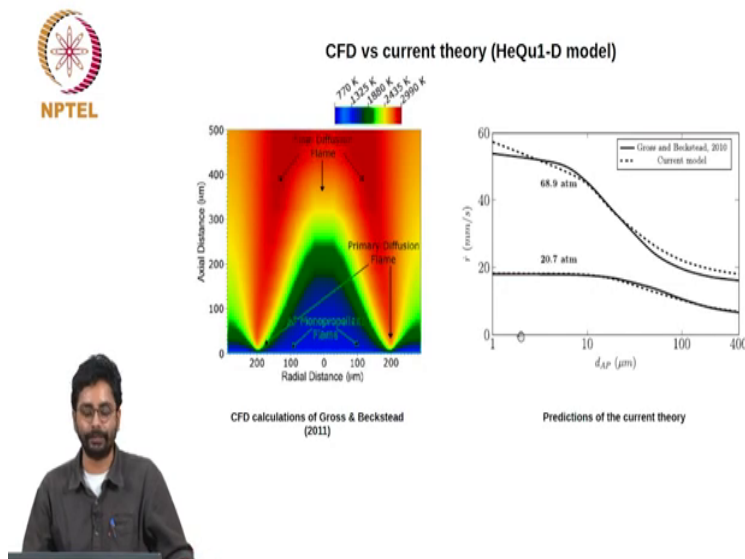 NPTEL
CFD vs current theory (HeQu1-D model)
770 K
1325 K
1880 K
2435 K
2990 K
500
400
300
200
100
0
Axial Distance (μm)
Final Diffusion
Flame
Primary Diffusion
Flame
AP Monopropellant
Flame
200
100
0
100
200
Radial Distance (μm)
CFD calculations of Gross & Beckstead
(2011)
60
40
20
0
ṙ (mm/s)
Gross and Beckstead, 2010
Current model
68.9 atm
20.7 atm
1
10
100
400
d_AP (μm)
Predictions of the current theory